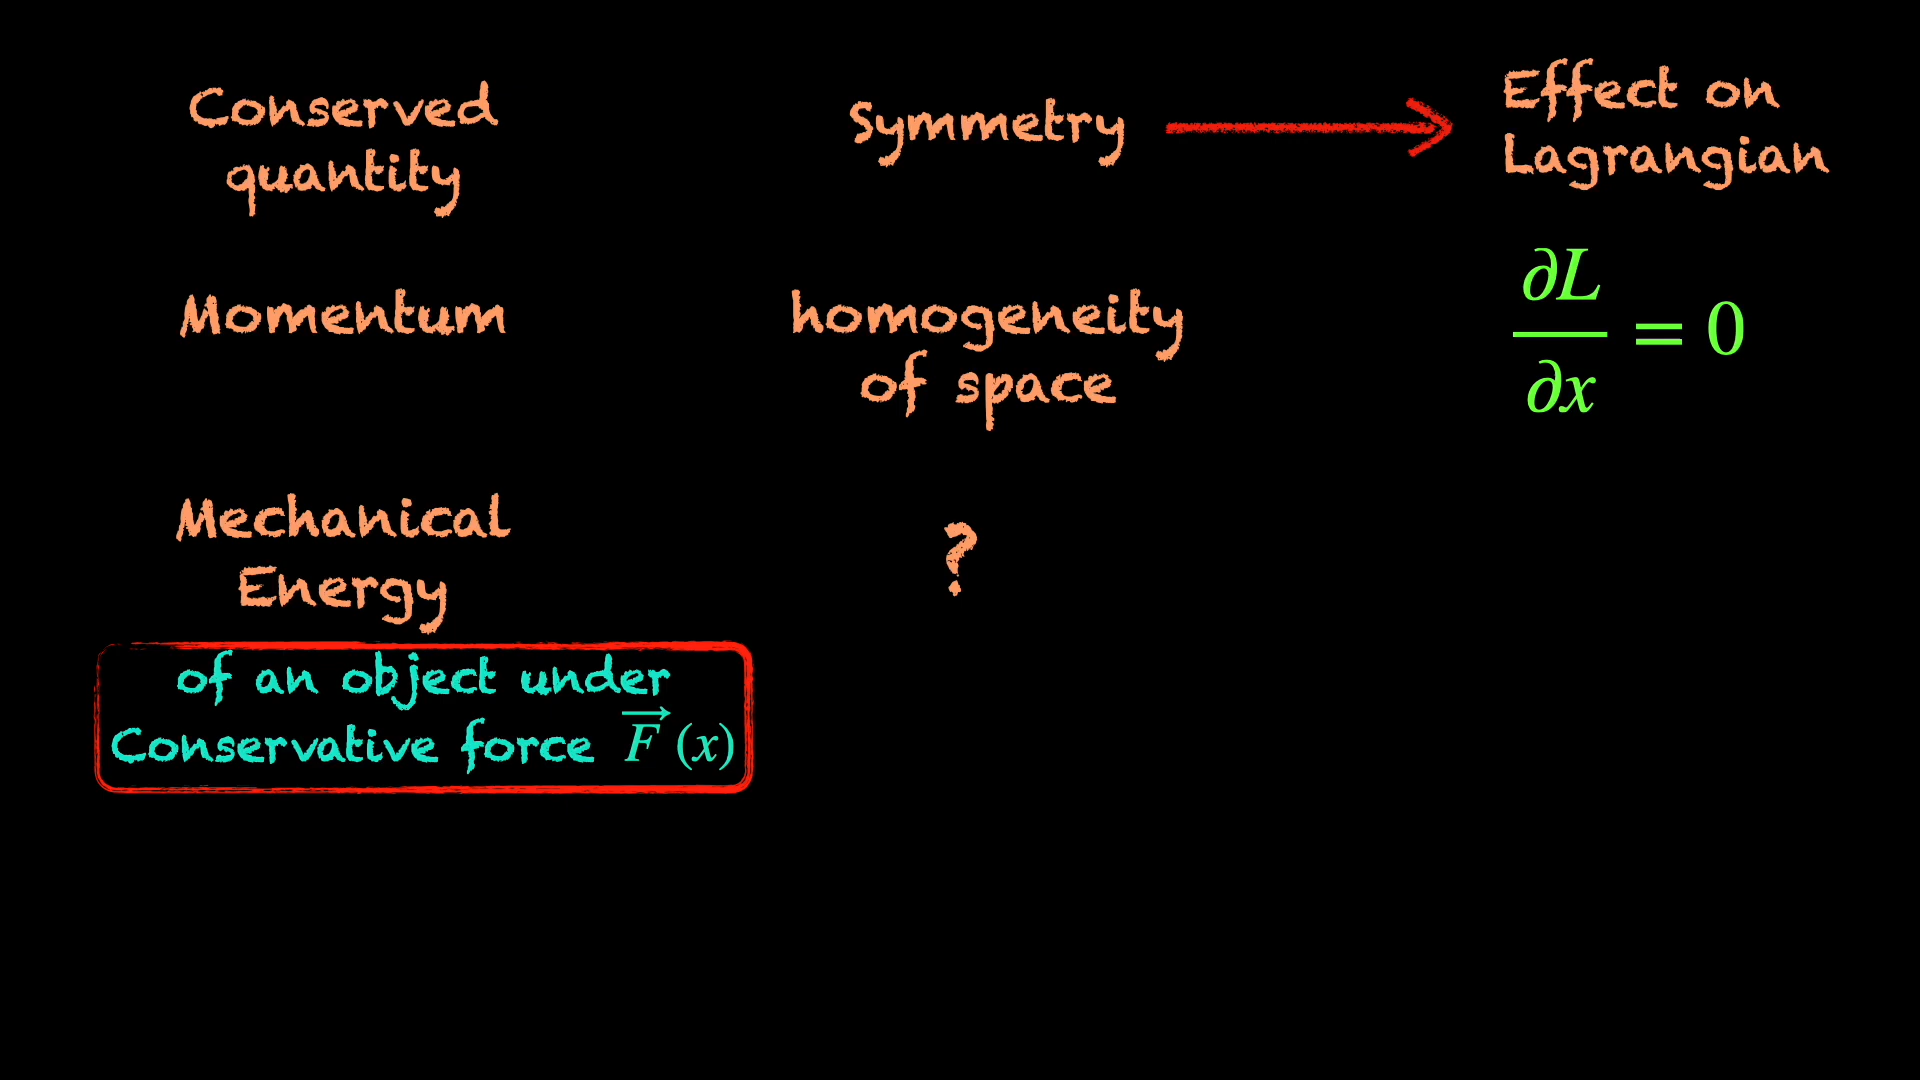 Conserved
quantity
Symmetry
Effect on
Lagrangian
Momentum
homogeneity
of space
∂L/∂x = 0
Mechanical
Energy
?
of an object under
Conservative force F⃗(x)